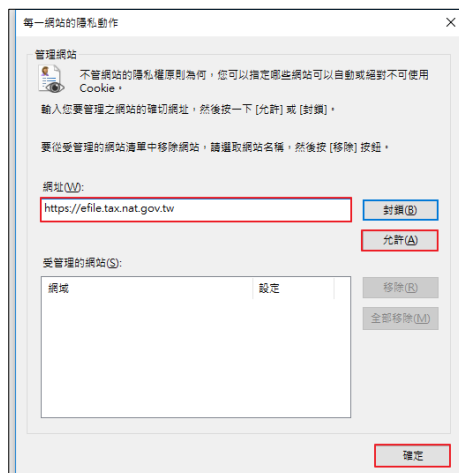 每一網站的隱私動作
管理網站
不管網站的隱私權原則為何，您可以指定哪些網站可以自動或絕對不可使用
Cookie。
輸入您要管理之網站的確切網址，然後按一下 [允許] 或 [封鎖]。
要從受管理的網站清單中移除網站，請選取網站名稱，然後按 [移除] 按鈕。
網址(W):
https://efile.tax.nat.gov.tw
封鎖(B)
允許(A)
受管理的網站(S):
網域 設定
移除(R)
全部移除(M)
確定